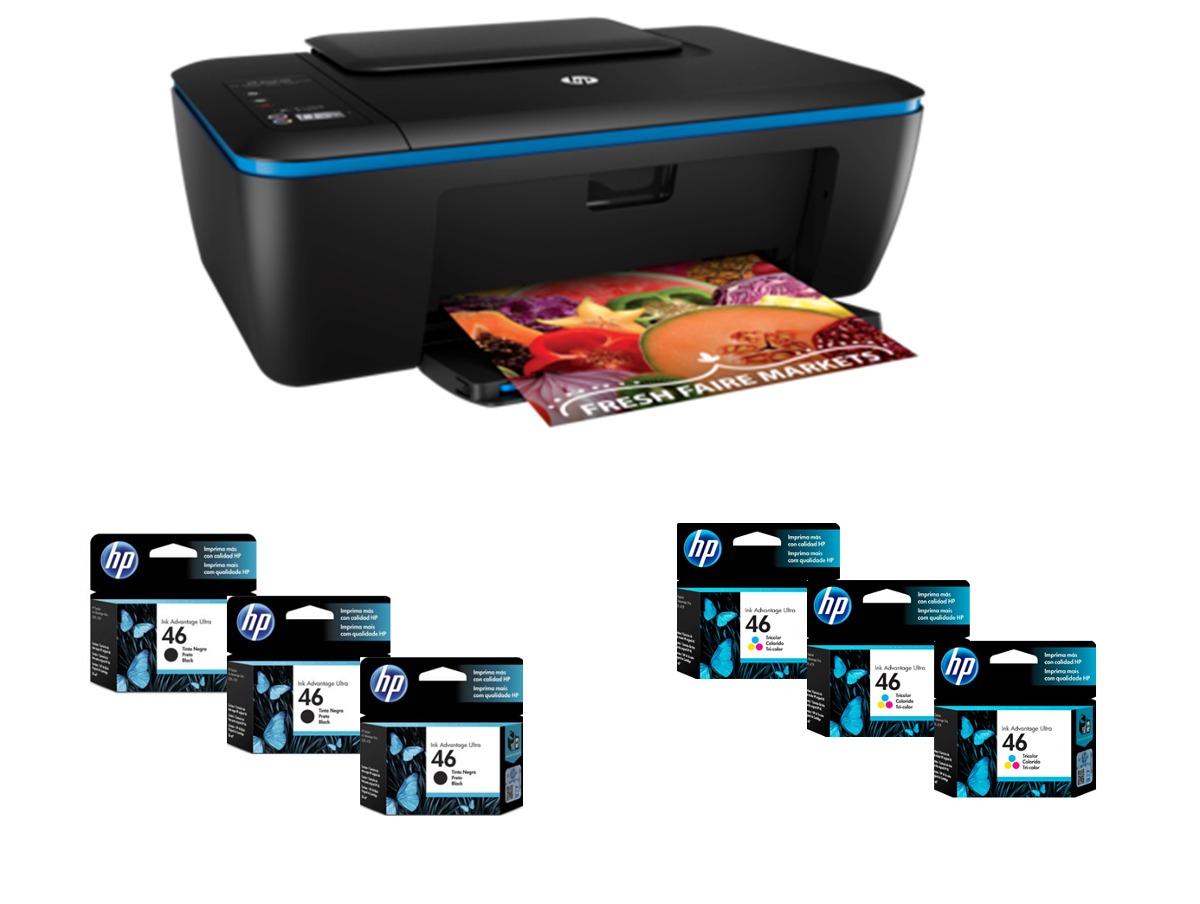 hp
FRESH FAIRE MARKETS
hp
Imprima más
con calidad HP
Imprima mais
com qualidade HP
Ink Advantage Ultra
46
Tinta Negra
Preto
Black
hp
Imprima más
con calidad HP
Imprima mais
com qualidade HP
Ink Advantage Ultra
46
Tinta Negra
Preto
Black
hp
Imprima más
con calidad HP
Imprima mais
com qualidade HP
Ink Advantage Ultra
46
Tinta Negra
Preto
Black
hp
Imprima más
con calidad HP
Imprima mais
com qualidade HP
Ink Advantage Ultra
46
Tricolor
Colorido
Tri-color
hp
Imprima más
con calidad HP
Imprima mais
com qualidade HP
Ink Advantage Ultra
46
Tricolor
Colorido
Tri-color
hp
Imprima más
con calidad HP
Imprima mais
com qualidade HP
Ink Advantage Ultra
46
Tricolor
Colorido
Tri-color